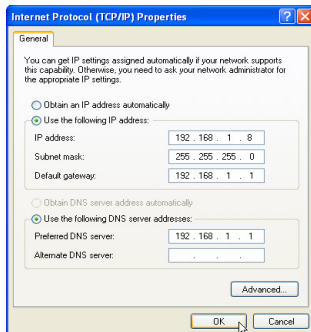 Internet Protocol (TCP/IP) Properties
General
You can get IP settings assigned automatically if your network supports
this capability. Otherwise, you need to ask your network administrator for
the appropriate IP settings.
Obtain an IP address automatically
Use the following IP address:
IP address: 192 . 168 . 1 . 8
Subnet mask: 255 . 255 . 255 . 0
Default gateway: 192 . 168 . 1 . 1
Obtain DNS server address automatically
Use the following DNS server addresses:
Preferred DNS server: 192 . 168 . 1 . 1
Alternate DNS server: . . .
Advanced...
OK Cancel